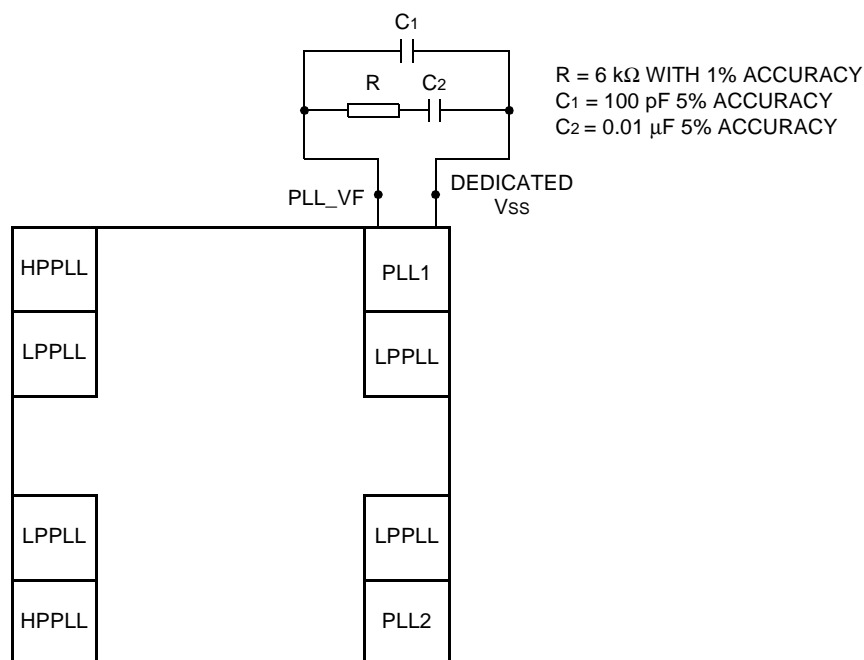 C1
R C2
R = 6 kΩ WITH 1% ACCURACY
C1 = 100 pF 5% ACCURACY
C2 = 0.01 μF 5% ACCURACY
PLL_VF
DEDICATED
VSS
HPPLL
PLL1
LPPLL
LPPLL
LPPLL
LPPLL
HPPLL
PLL2